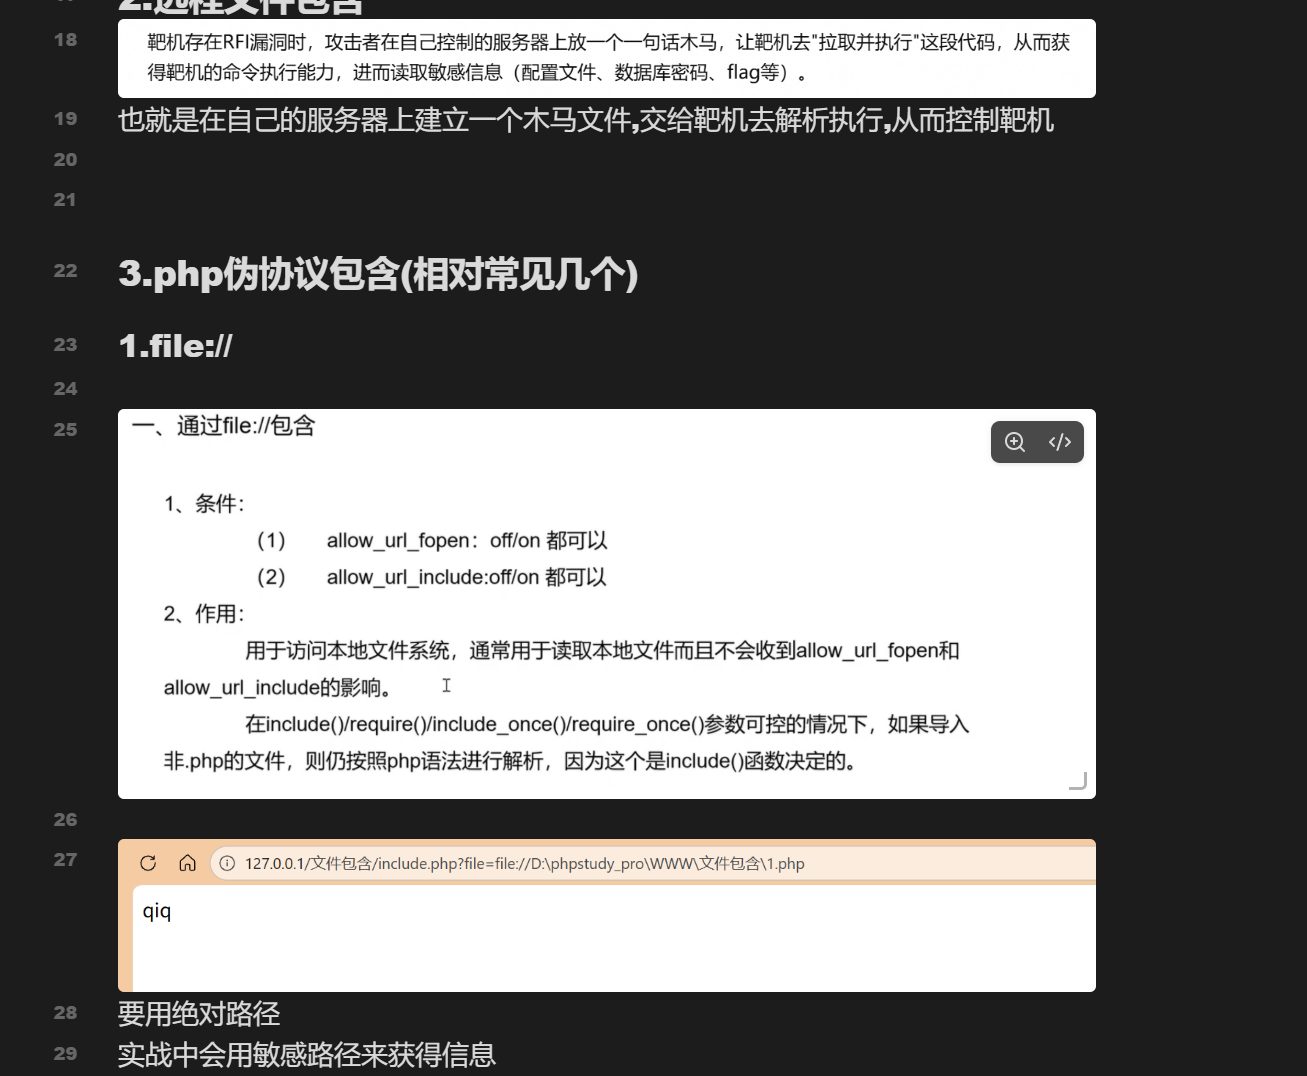 2.远程文件包含
18
靶机存在RFI漏洞时，攻击者在自己控制的服务器上放一个一句话木马，让靶机去"拉取并执行"这段代码，从而获
得靶机的命令执行能力，进而读取敏感信息（配置文件、数据库密码、flag等）。
19 也就是在自己的服务器上建立一个木马文件,交给靶机去解析执行,从而控制靶机
20
21
22 3.php伪协议包含(相对常见几个)
23 1.file://
24
25
一、通过file://包含
1、条件：
（1） allow_url_fopen：off/on 都可以
（2） allow_url_include:off/on 都可以
2、作用：
用于访问本地文件系统，通常用于读取本地文件而且不会收到allow_url_fopen和
allow_url_include的影响。
在include()/require()/include_once()/require_once()参数可控的情况下，如果导入
非.php的文件，则仍按照php语法进行解析，因为这个是include()函数决定的。
26
27
127.0.0.1/文件包含/include.php?file=file://D:\phpstudy_pro\WWW\文件包含\1.php
qiq
28 要用绝对路径
29 实战中会用敏感路径来获得信息